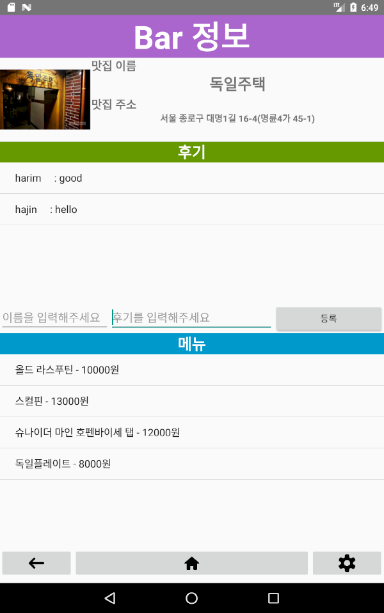 6:49
Bar 정보
맛집 이름
독일주택
맛집 주소
서울 종로구 대명1길 16-4(명륜4가 45-1)
후기
harim : good
hajin : hello
이름을 입력해주세요 후기를 입력해주세요 등록
메뉴
올드 라스푸틴 - 10000원
스컬핀 - 13000원
슈나이더 마인 호펜바이세 탭 - 12000원
독일플레이트 - 8000원